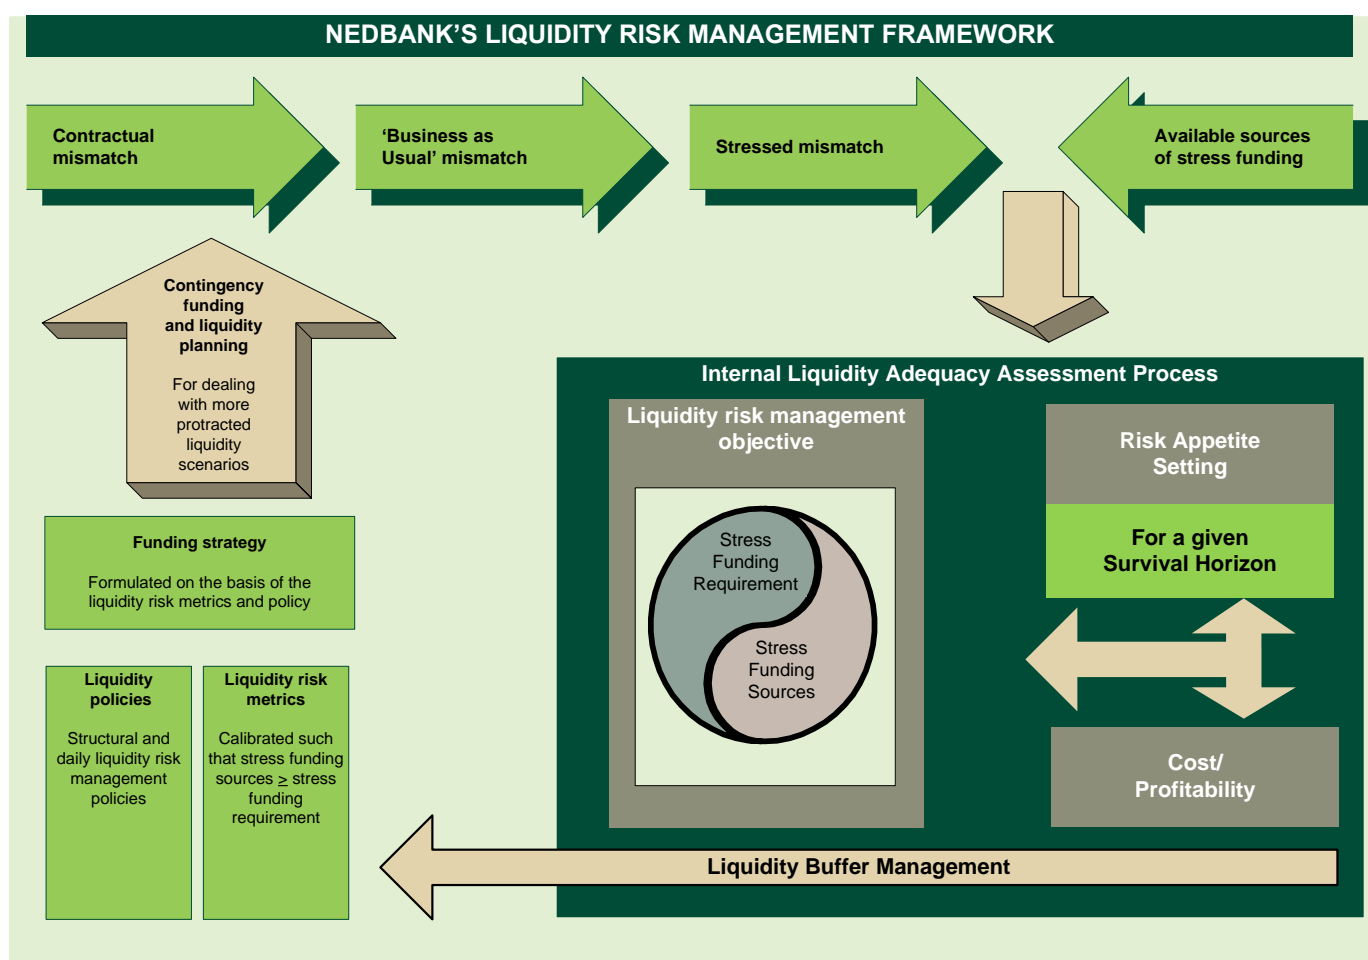 NEDBANK'S LIQUIDITY RISK MANAGEMENT FRAMEWORK
Contractual
mismatch
‘Business as
Usual’ mismatch
Stressed mismatch
Available sources
of stress funding
Contingency
funding
and liquidity
planning
For dealing
with more
protracted
liquidity
scenarios
Funding strategy
Formulated on the basis of the
liquidity risk metrics and policy
Liquidity
policies
Structural and
daily liquidity risk
management
policies
Liquidity risk
metrics
Calibrated such
that stress funding
sources ≥ stress
funding
requirement
Internal Liquidity Adequacy Assessment Process
Liquidity risk management
objective
Stress
Funding
Requirement
Stress
Funding
Sources
Risk Appetite
Setting
For a given
Survival Horizon
Cost/
Profitability
Liquidity Buffer Management